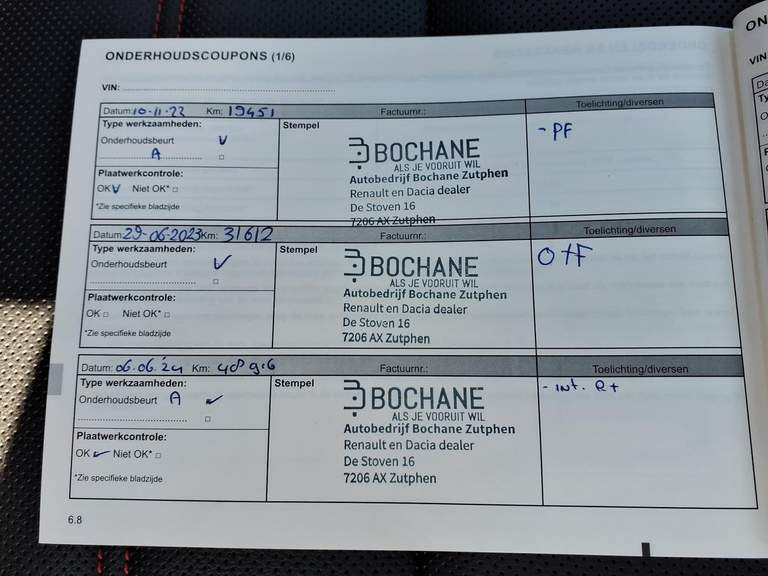 ONDERHOUDSCOUPONS (1/6)
VIN:
Datum: 10-11-22 Km: 19451 Factuurnr.: Toelichting/diversen
Type werkzaamheden: Stempel
Onderhoudsbeurt V
A
Plaatwerkcontrole:
OK V Niet OK* □
*Zie specifieke bladzijde
BOCHANE
ALS JE VOORUIT WIL
Autobedrijf Bochane Zutphen
Renault en Dacia dealer
De Stoven 16
7206 AX Zutphen
- PF
Datum: 29-06-2023 Km: 31612 Factuurnr.: Toelichting/diversen
Type werkzaamheden: Stempel
Onderhoudsbeurt V
Plaatwerkcontrole:
OK □ Niet OK* □
*Zie specifieke bladzijde
BOCHANE
ALS JE VOORUIT WIL
Autobedrijf Bochane Zutphen
Renault en Dacia dealer
De Stoven 16
7206 AX Zutphen
O+F
Datum: 06.06.'24 Km: Factuurnr.: Toelichting/diversen
Type werkzaamheden: Stempel
Onderhoudsbeurt A ✓
Plaatwerkcontrole:
OK ✓ Niet OK* □
*Zie specifieke bladzijde
BOCHANE
ALS JE VOORUIT WIL
Autobedrijf Bochane Zutphen
Renault en Dacia dealer
De Stoven 16
7206 AX Zutphen
- Int. R+
6.8
ON
VIN